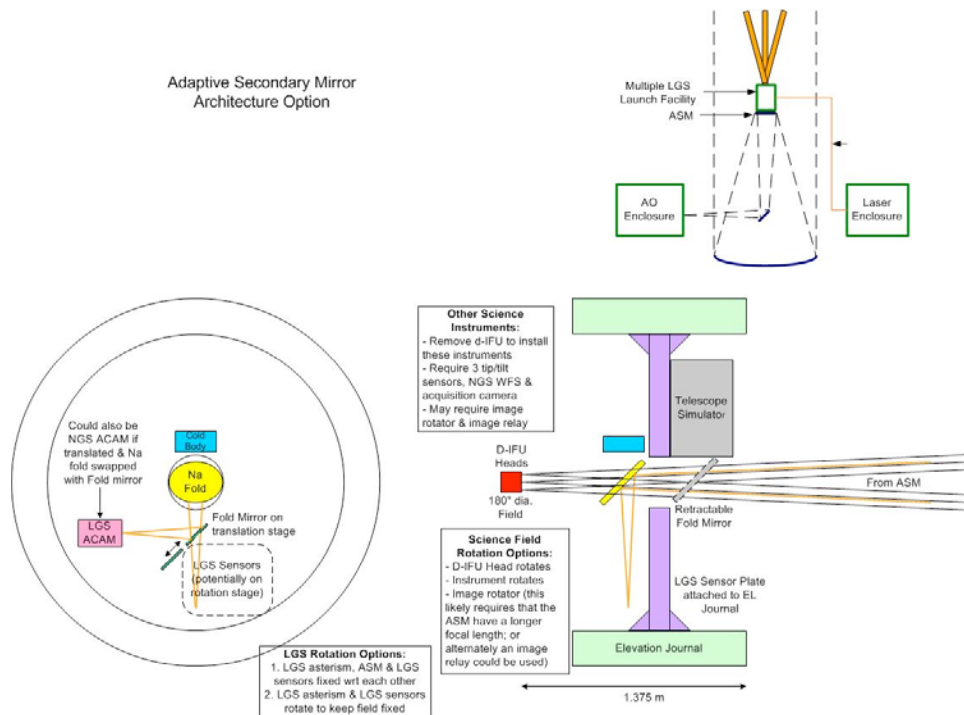 Adaptive Secondary Mirror
Architecture Option
Multiple LGS
Launch Facility
ASM
AO
Enclosure
Laser
Enclosure
Could also be
NGS ACAM if
translated & Na
fold swapped
with Fold mirror
Cold
Body
Na
Fold
LGS
ACAM
Fold Mirror on
translation stage
LGS Sensors
(potentially on
rotation stage)
LGS Rotation Options:
1. LGS asterism, ASM & LGS
sensors fixed wrt each other
2. LGS asterism & LGS sensors
rotate to keep field fixed
Other Science
Instruments:
- Remove d-IFU to install
these instruments
- Require 3 tip/tilt
sensors, NGS WFS &
acquisition camera
- May require image
rotator & image relay
D-IFU
Heads
180" dia.
Field
Science Field
Rotation Options:
- D-IFU Head rotates
- Instrument rotates
- Image rotator (this
likely requires that the
ASM have a longer
focal length; or
alternately an image
relay could be used)
Telescope
Simulator
From ASM
Retractable
Fold Mirror
LGS Sensor Plate
attached to EL
Journal
Elevation Journal
1.375 m